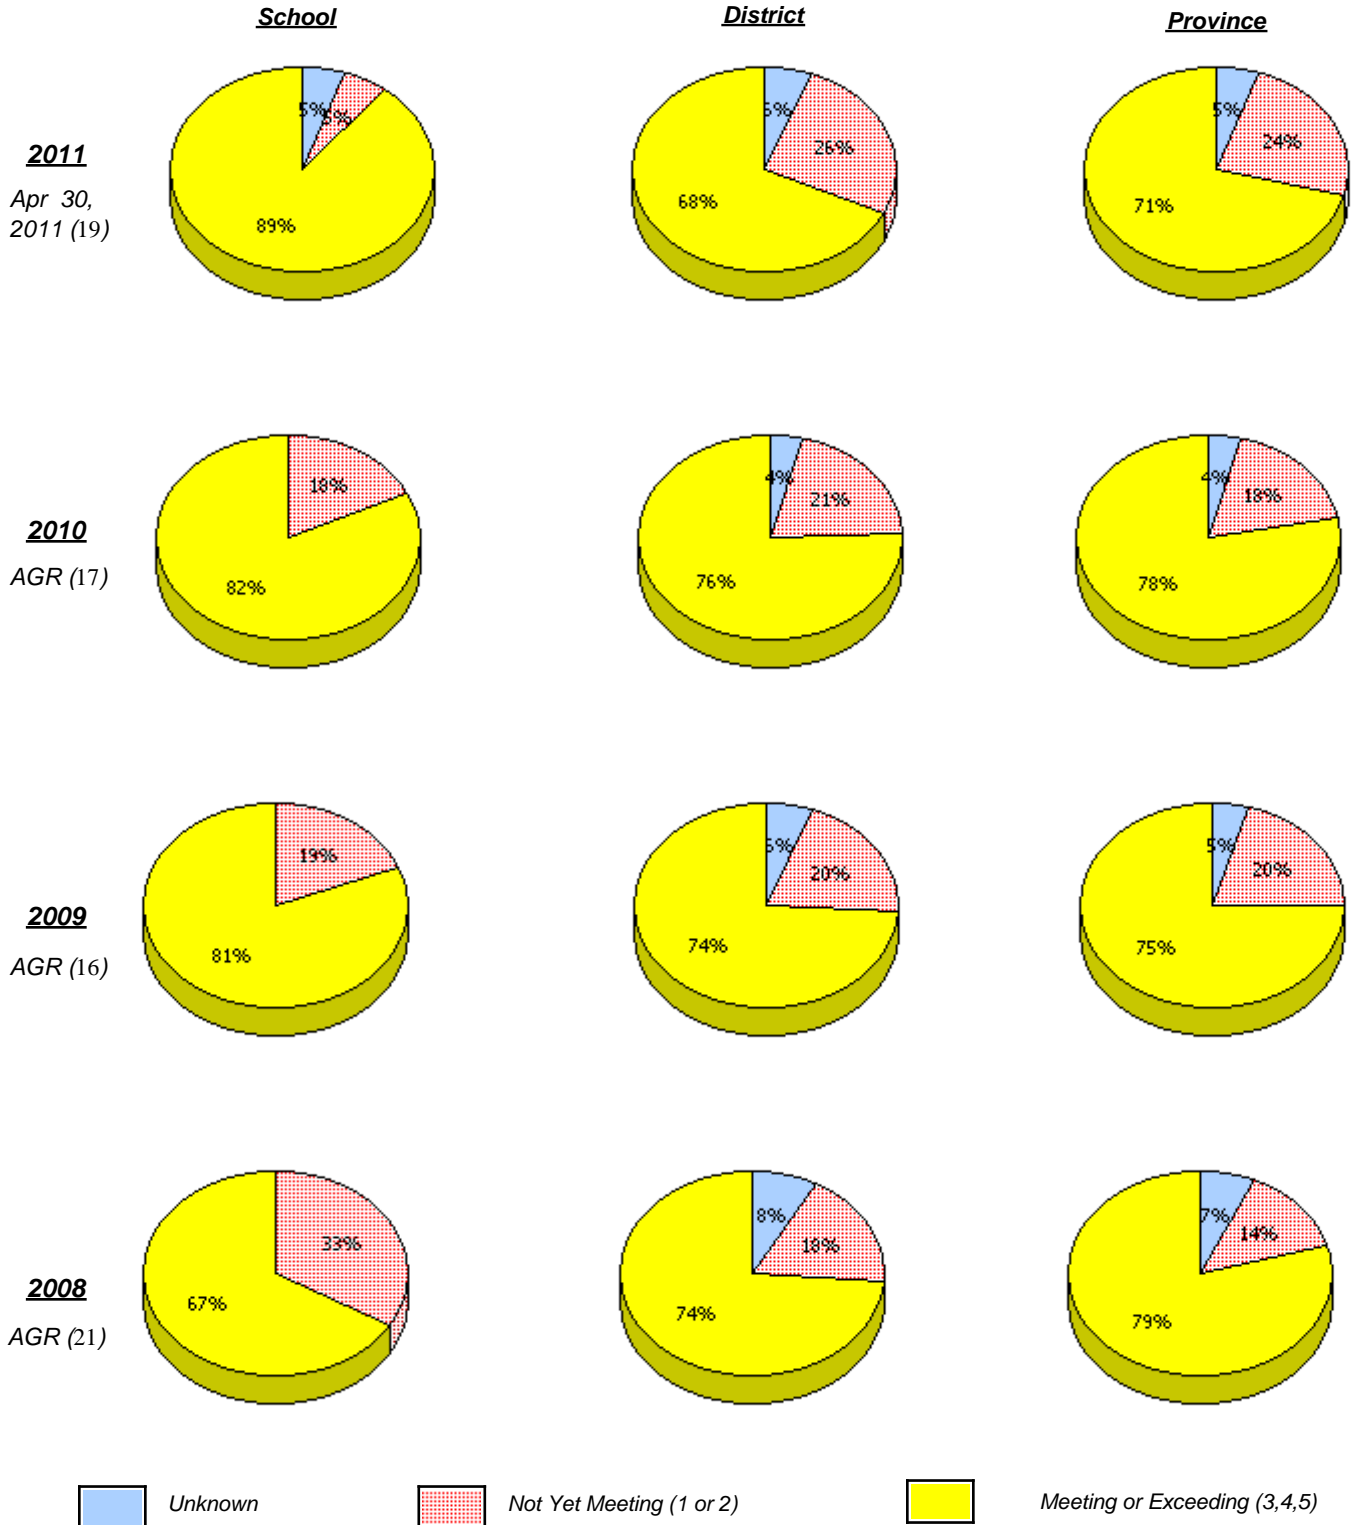 School District Province
5% 5% 26% 5% 24%
2011
Apr 30,
2011 (19)
89% 68% 71%
18% 4% 21% 4% 18%
2010
AGR (17)
82% 76% 78%
19% 20% 5% 20%
2009
AGR (16)
81% 74% 75%
33% 8% 18% 7% 14%
2008
AGR (21)
67% 74% 79%
Unknown Not Yet Meeting (1 or 2) Meeting or Exceeding (3,4,5)